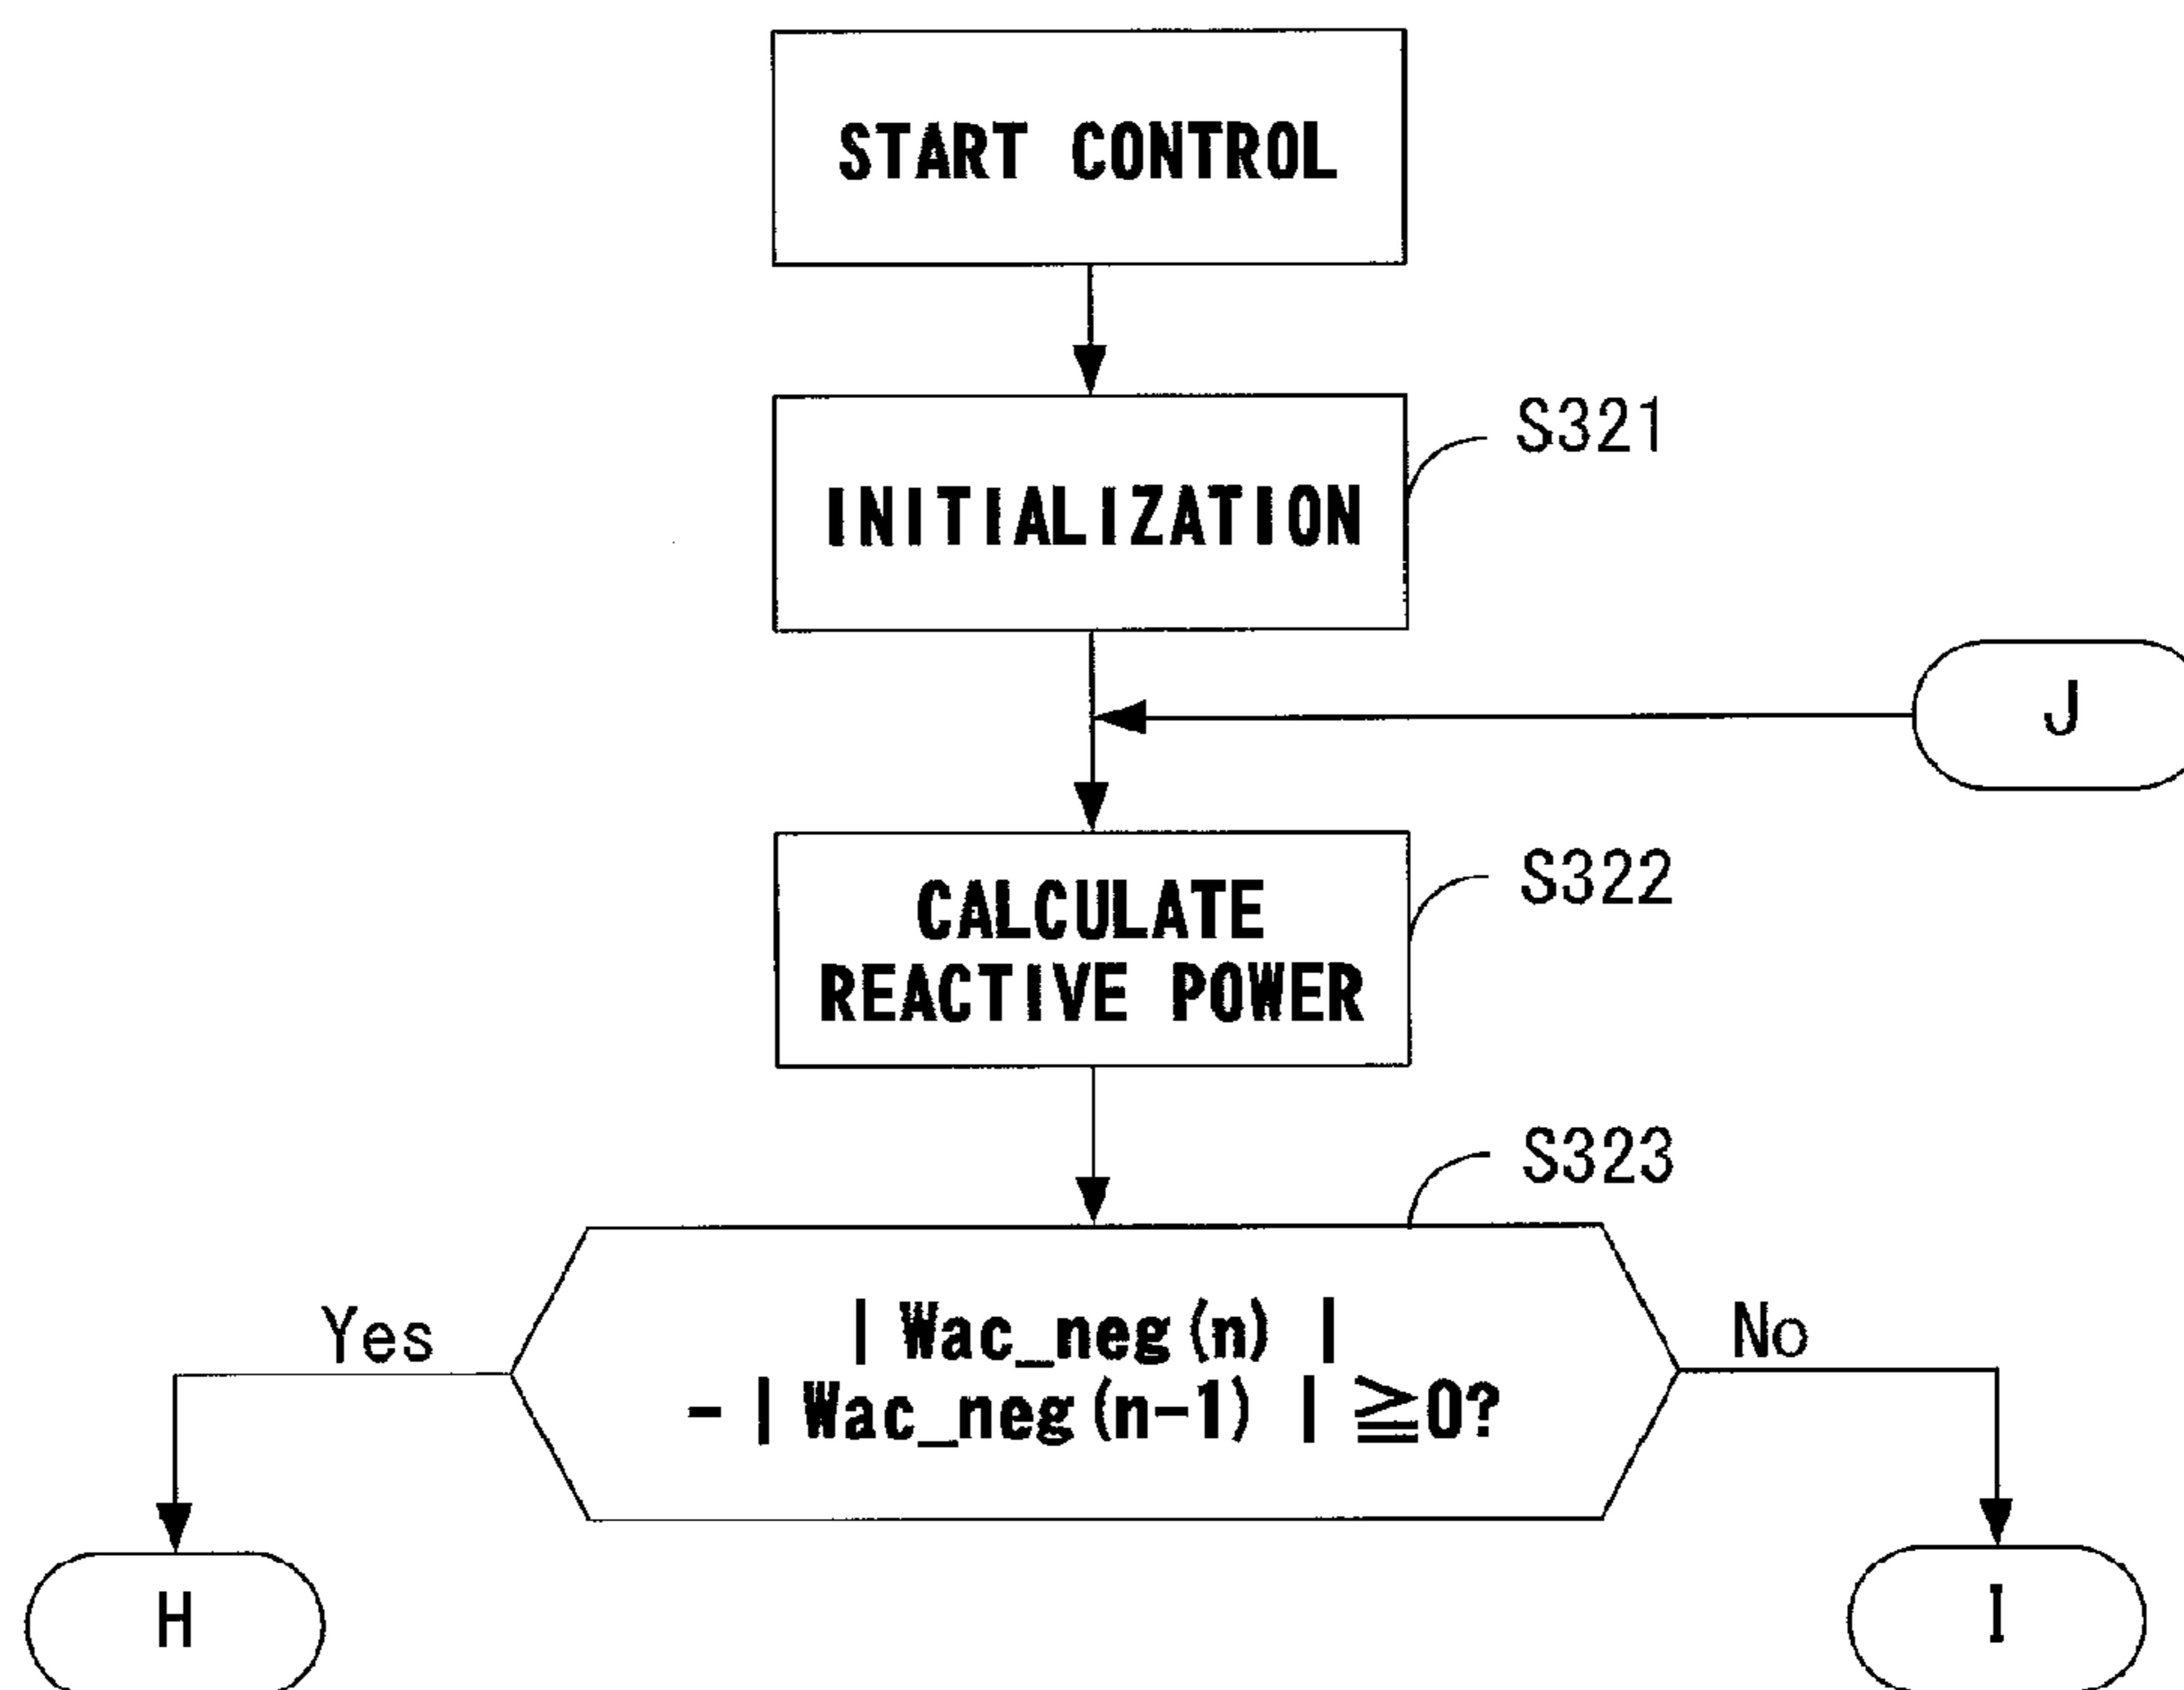 START CONTROL
S321
INITIALIZATION
J
S322
CALCULATE
REACTIVE POWER
S323
Yes
| Wac_neg(n) |
No
- | Wac_neg(n-1) | ≧0?
H
I